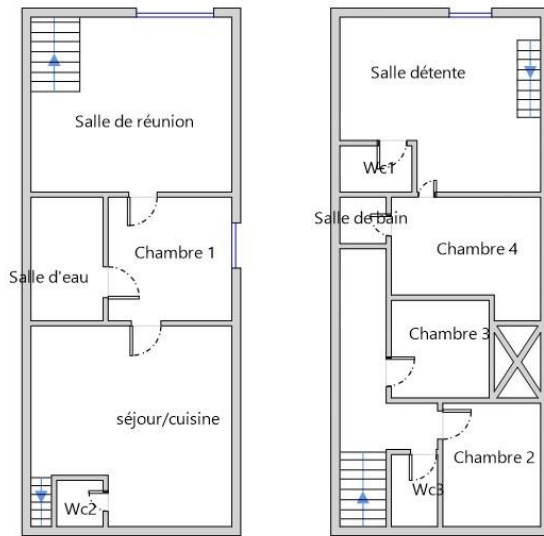 Salle de réunion
Chambre 1
Salle d'eau
séjour/cuisine
Wc2
Salle détente
Wc1
Salle de bain
Chambre 4
Chambre 3
Chambre 2
Wc3